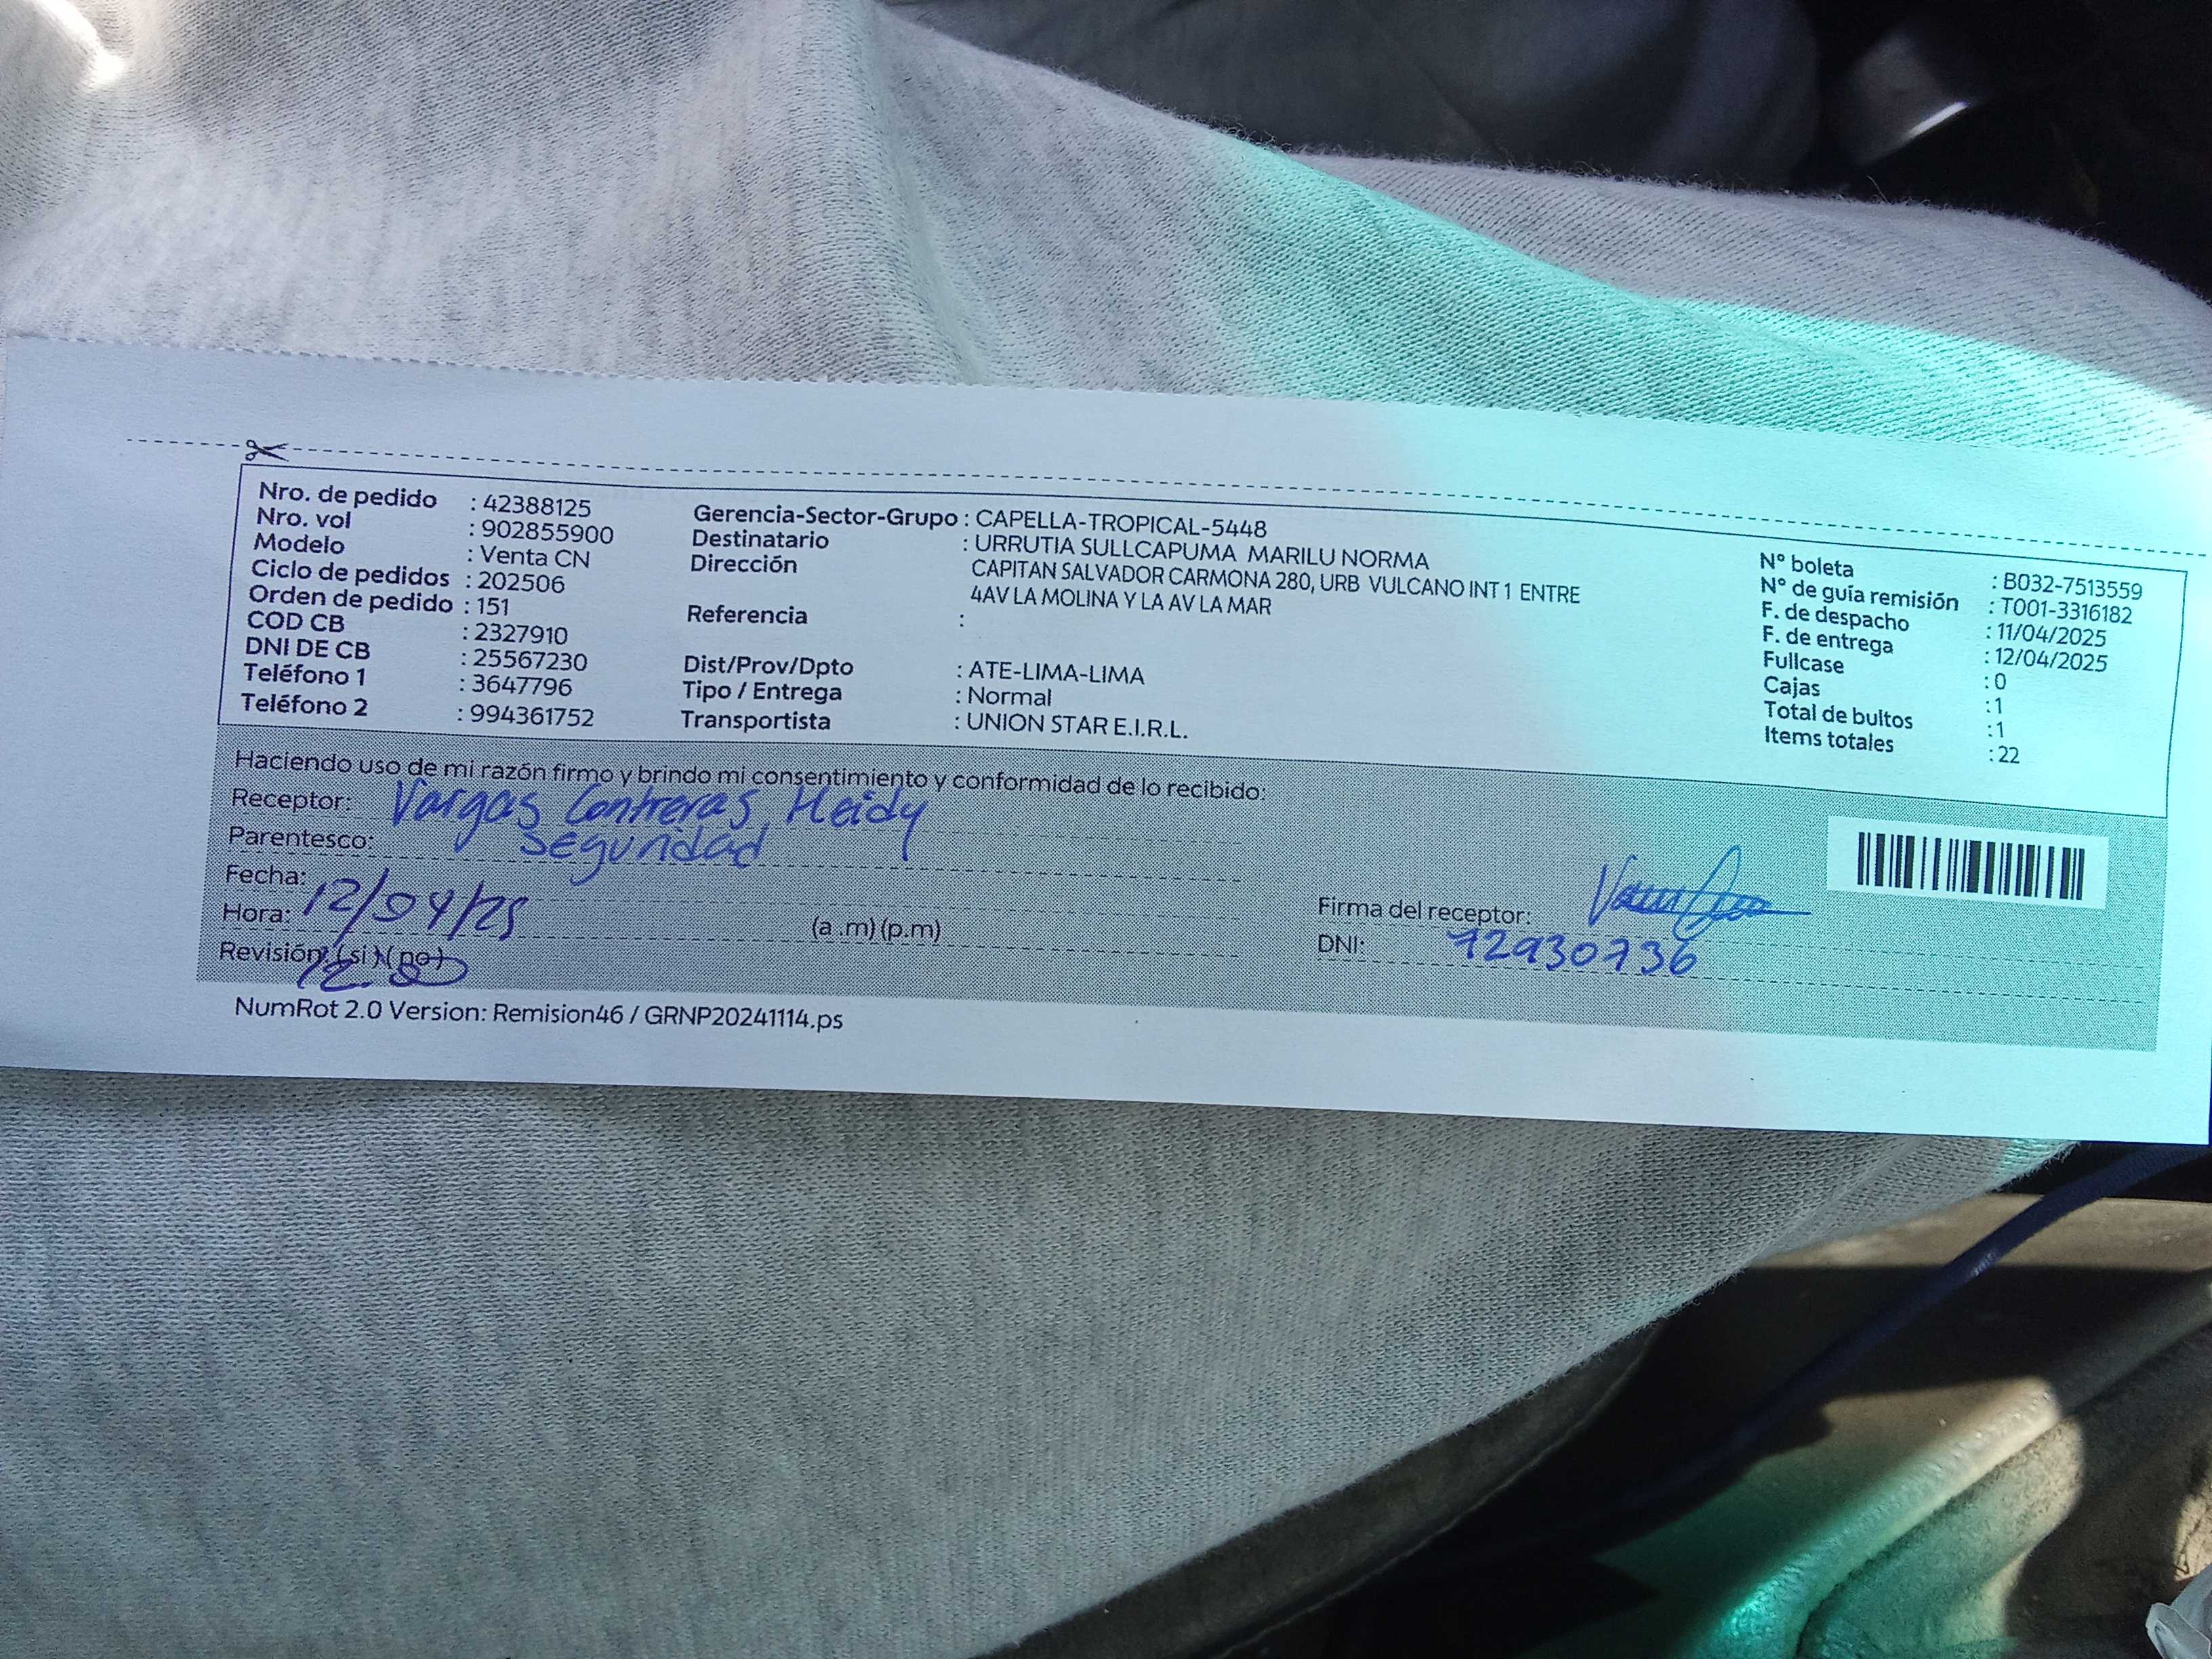 Nro. de pedido : 42388125
Nro. vol : 902855900
Modelo : Venta CN
Ciclo de pedidos : 202506
Orden de pedido : 151
COD CB : 2327910
DNI DE CB : 25567230
Teléfono 1 : 3647796
Teléfono 2 : 994361752
Gerencia-Sector-Grupo : CAPELLA-TROPICAL-5448
Destinatario : URRUTIA SULLCAPUMA MARILU NORMA
Dirección CAPITAN SALVADOR CARMONA 280, URB VULCANO INT 1 ENTRE
4AV LA MOLINA Y LA AV LA MAR
Referencia :
Dist/Prov/Dpto : ATE-LIMA-LIMA
Tipo / Entrega : Normal
Transportista : UNION STAR E.I.R.L.
N° boleta : B032-7513559
N° de guía remisión : T001-3316182
F. de despacho : 11/04/2025
F. de entrega : 12/04/2025
Fullcase : 0
Cajas : 1
Total de bultos : 1
Items totales : 22
Haciendo uso de mi razón firmo y brindo mi consentimiento y conformidad de lo recibido:
Receptor: Vargas Contreras, Heidy
Parentesco: seguridad
Fecha: 12/04/25
Hora: (a .m) (p.m)
Revisión: (si) (no)
Firma del receptor:
DNI: 72930736
NumRot 2.0 Version: Remision46 / GRNP20241114.ps